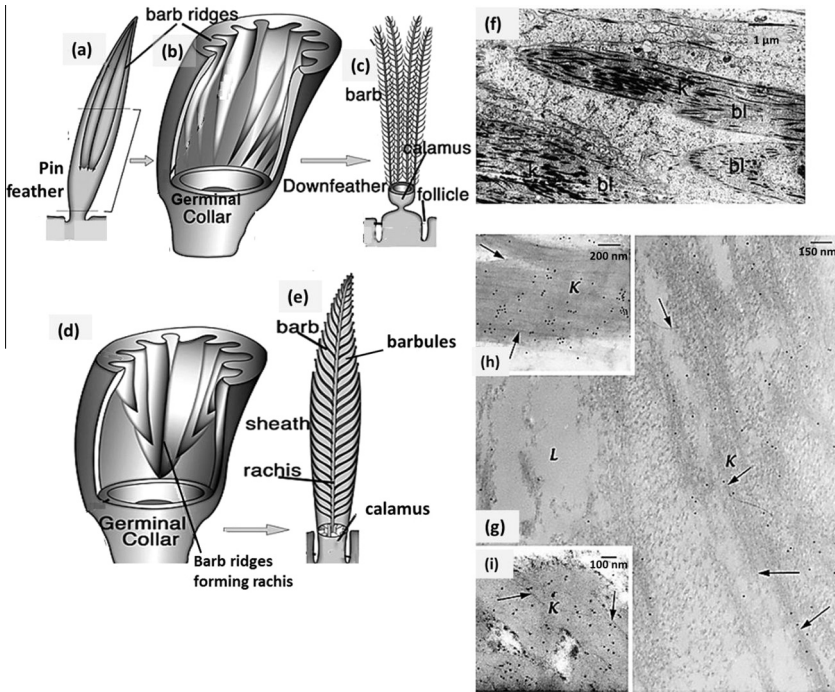 (a)
barb ridges
(b)
(c)
barb
Pin
feather
calamus
Downfeather
follicle
Germinal
Collar
(d)
(e)
barb
barbules
sheath
rachis
calamus
Germinal
Collar
Barb ridges
forming rachis
(f)
1 μm
K
bl
bl
k
bl
200 nm
K
(h)
150 nm
L
K
(g)
(i)
100 nm
K